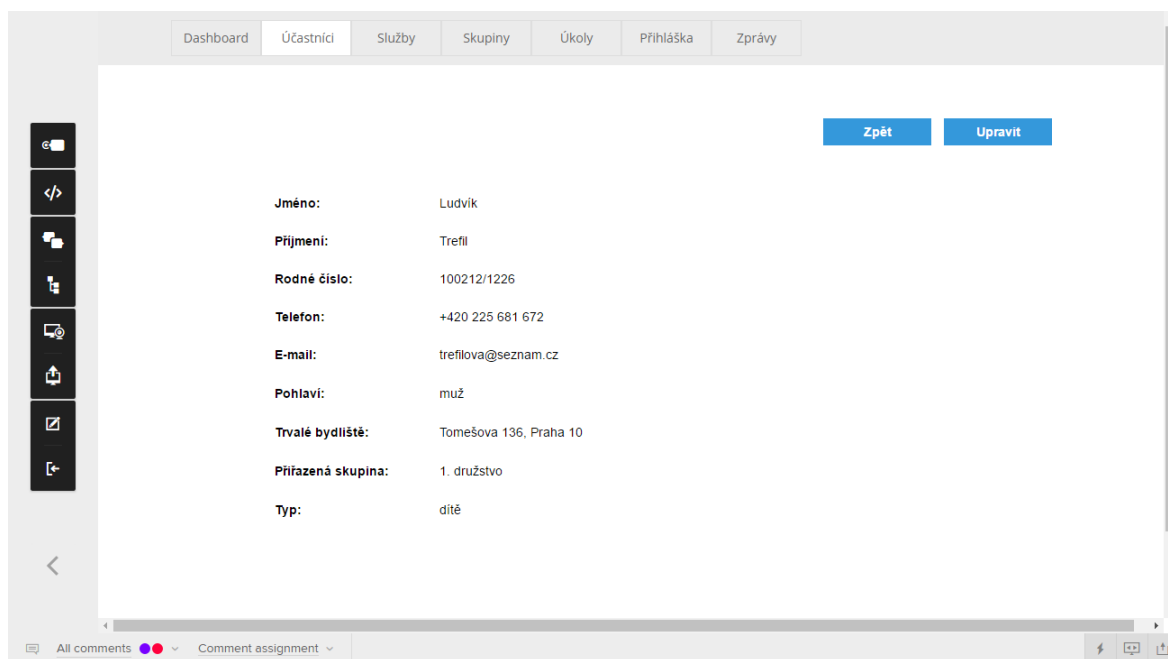 Dashboard Účastníci Služby Skupiny Úkoly Přihláška Zprávy
Zpět Upravit
Jméno: Ludvík
Příjmení: Trefil
Rodné číslo: 100212/1226
Telefon: +420 225 681 672
E-mail: trefilova@seznam.cz
Pohlaví: muž
Trvalé bydliště: Tomešova 136, Praha 10
Přiřazená skupina: 1. družstvo
Typ: dítě
All comments Comment assignment